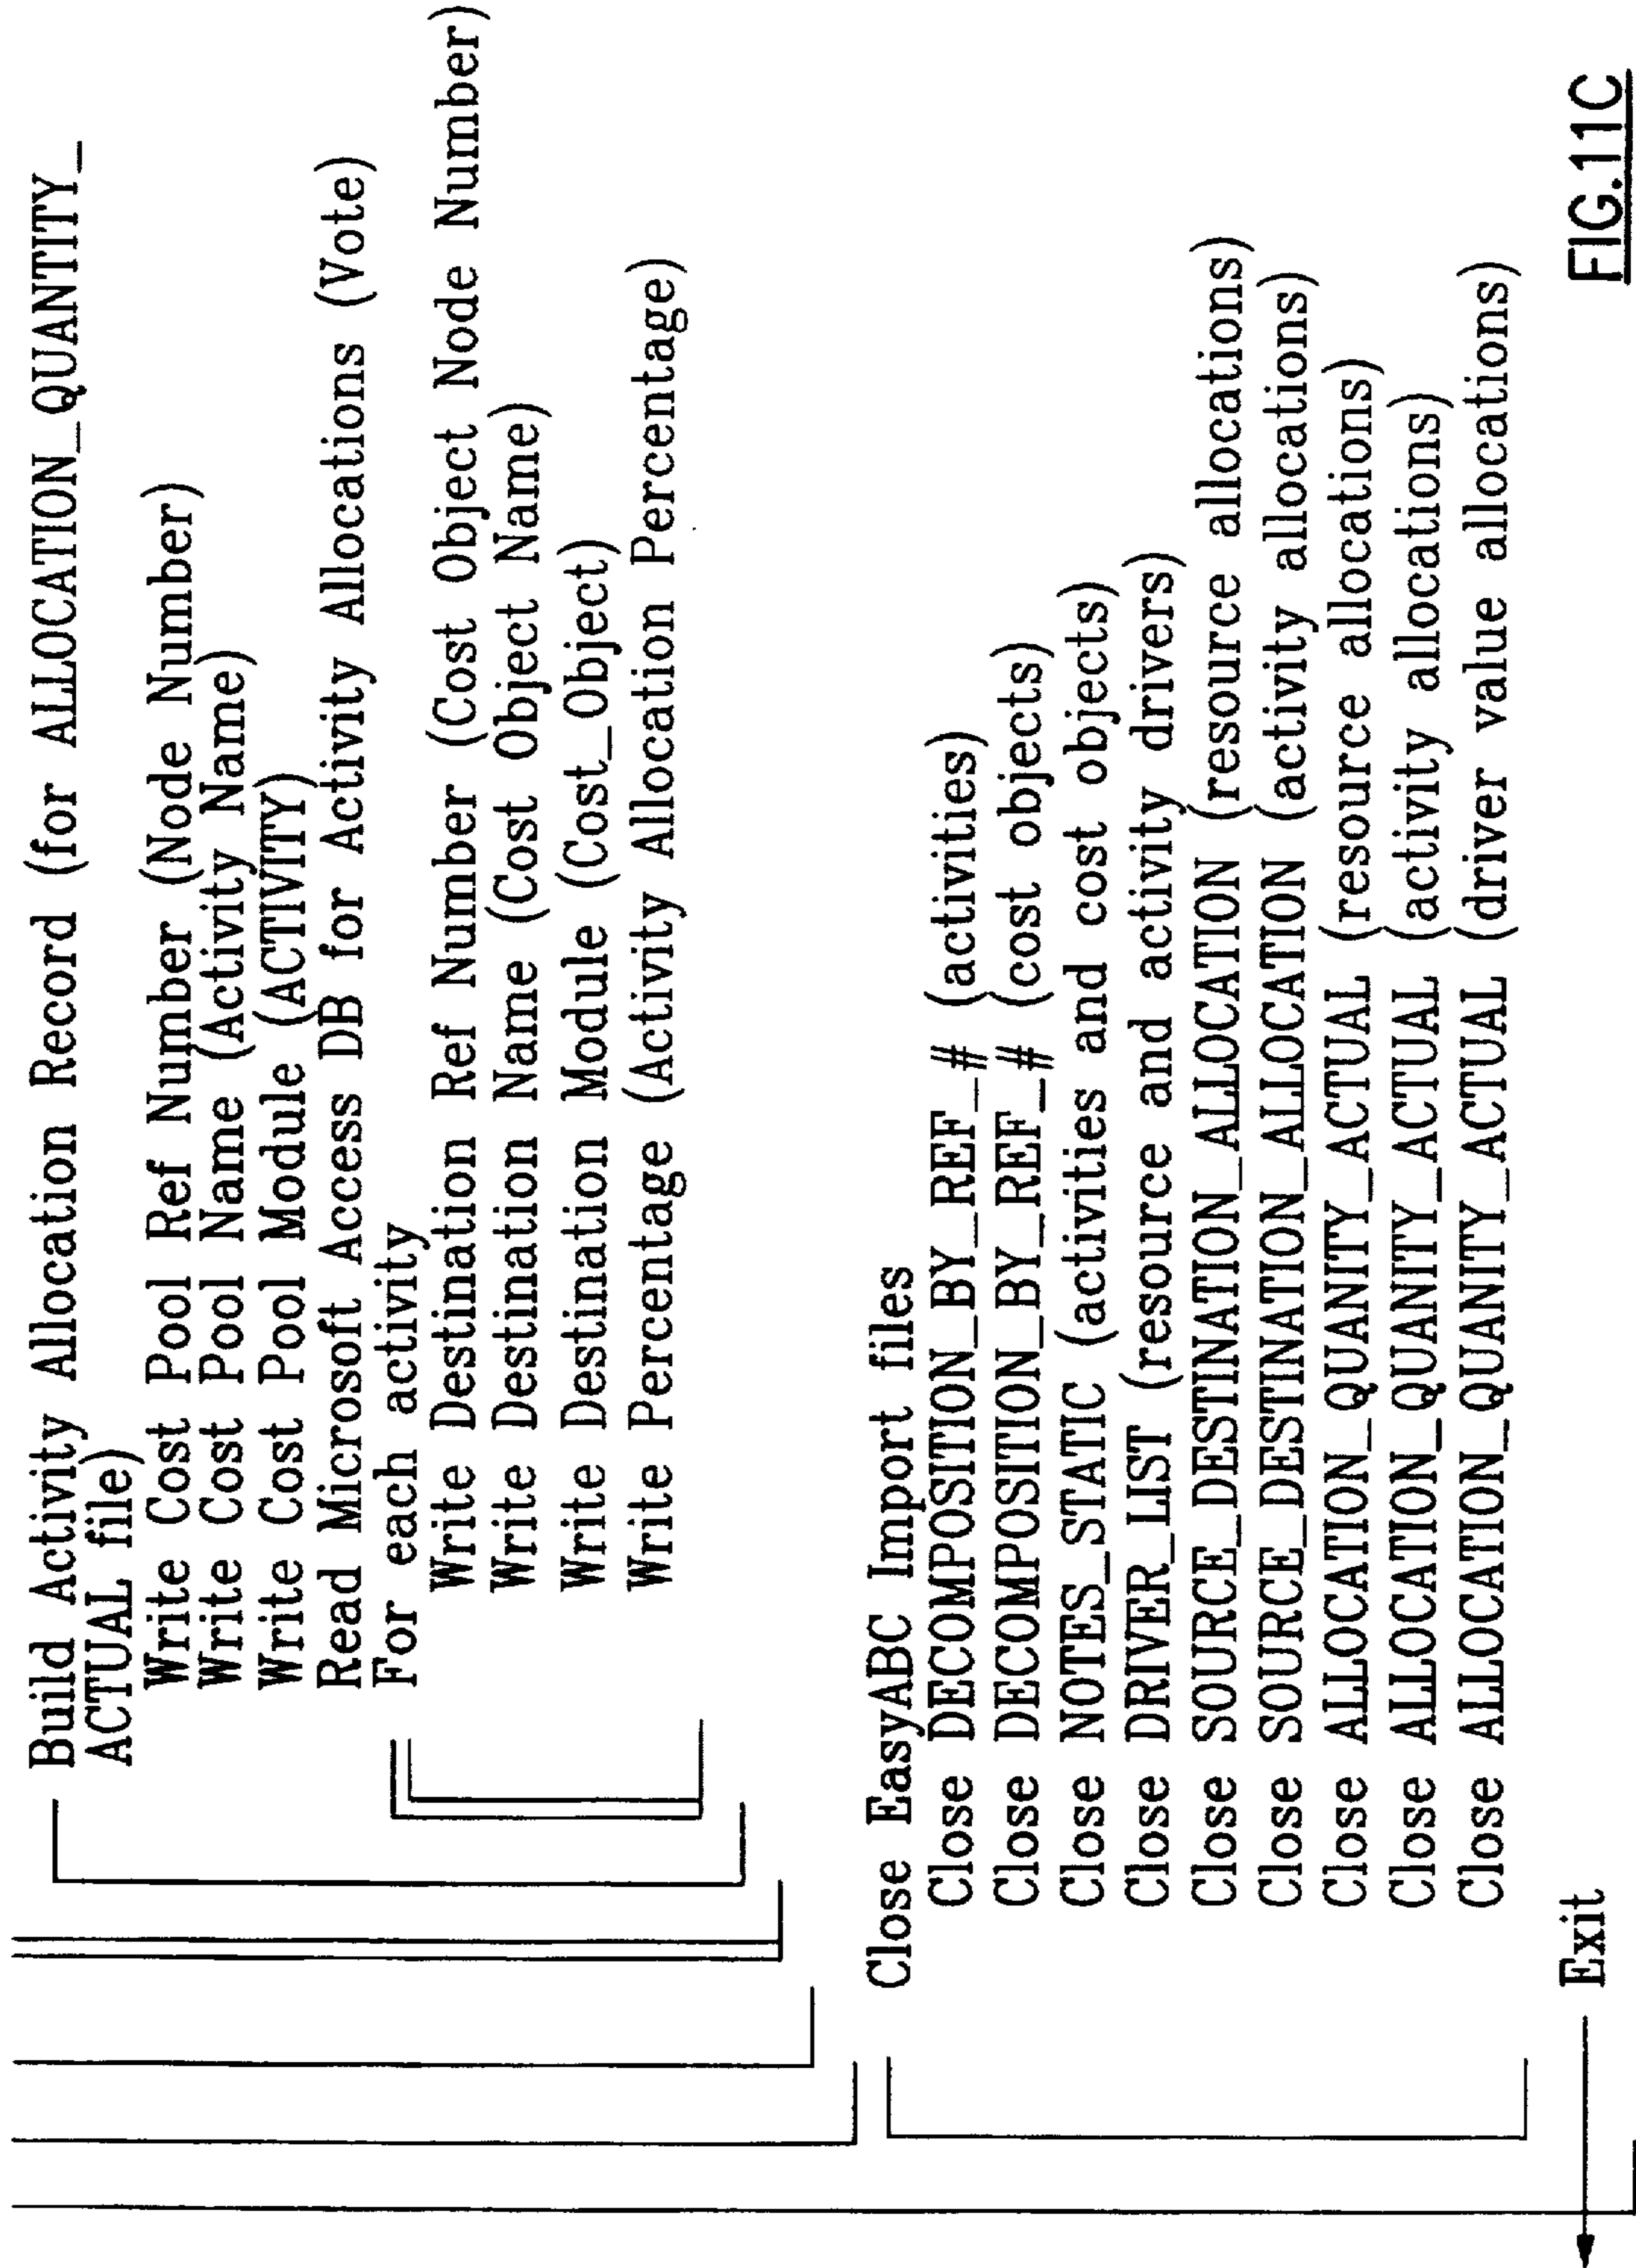 Build Activity Allocation Record (for ALLOCATION_QUANTITY_
ACTUAL file)
Write Cost Pool Ref Number (Node Number)
Write Cost Pool Name (Activity Name)
Write Cost Pool Module (ACTIVITY)
Read Microsoft Access DB for Activity Allocations (Vote)
For each activity
Write Destination Ref Number (Cost Object Node Number)
Write Destination Name (Cost Object Name)
Write Destination Module (Cost_Object)
Write Percentage (Activity Allocation Percentage)
Close EasyABC Import files
Close DECOMPOSITION_BY_REF_# (activities)
Close DECOMPOSITION_BY_REF_# (cost objects)
Close NOTES_STATIC (activities and cost objects)
Close DRIVER_LIST (resource and activity drivers)
Close SOURCE_DESTINATION_ALLOCATION (resource allocations)
Close SOURCE_DESTINATION_ALLOCATION (activity allocations)
Close ALLOCATION_QUANITY_ACTUAL (resource allocations)
Close ALLOCATION_QUANITY_ACTUAL (activity allocations)
Close ALLOCATION_QUANITY_ACTUAL (driver value allocations)
Exit
FIG.11C